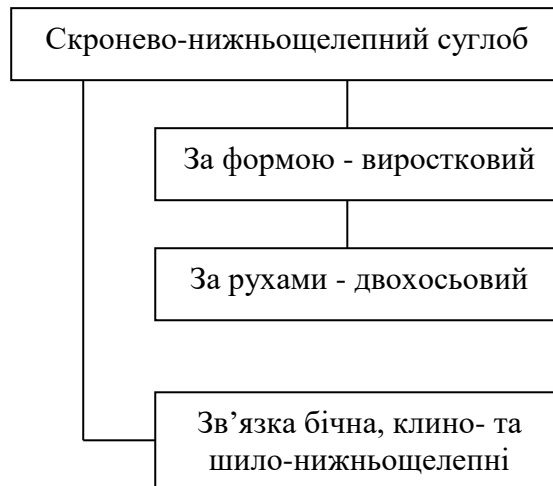 Скронево-нижньощелепний суглоб
За формою - виростковий
За рухами - двохосьовий
Зв’язка бічна, клино- та
шило-нижньощелепні